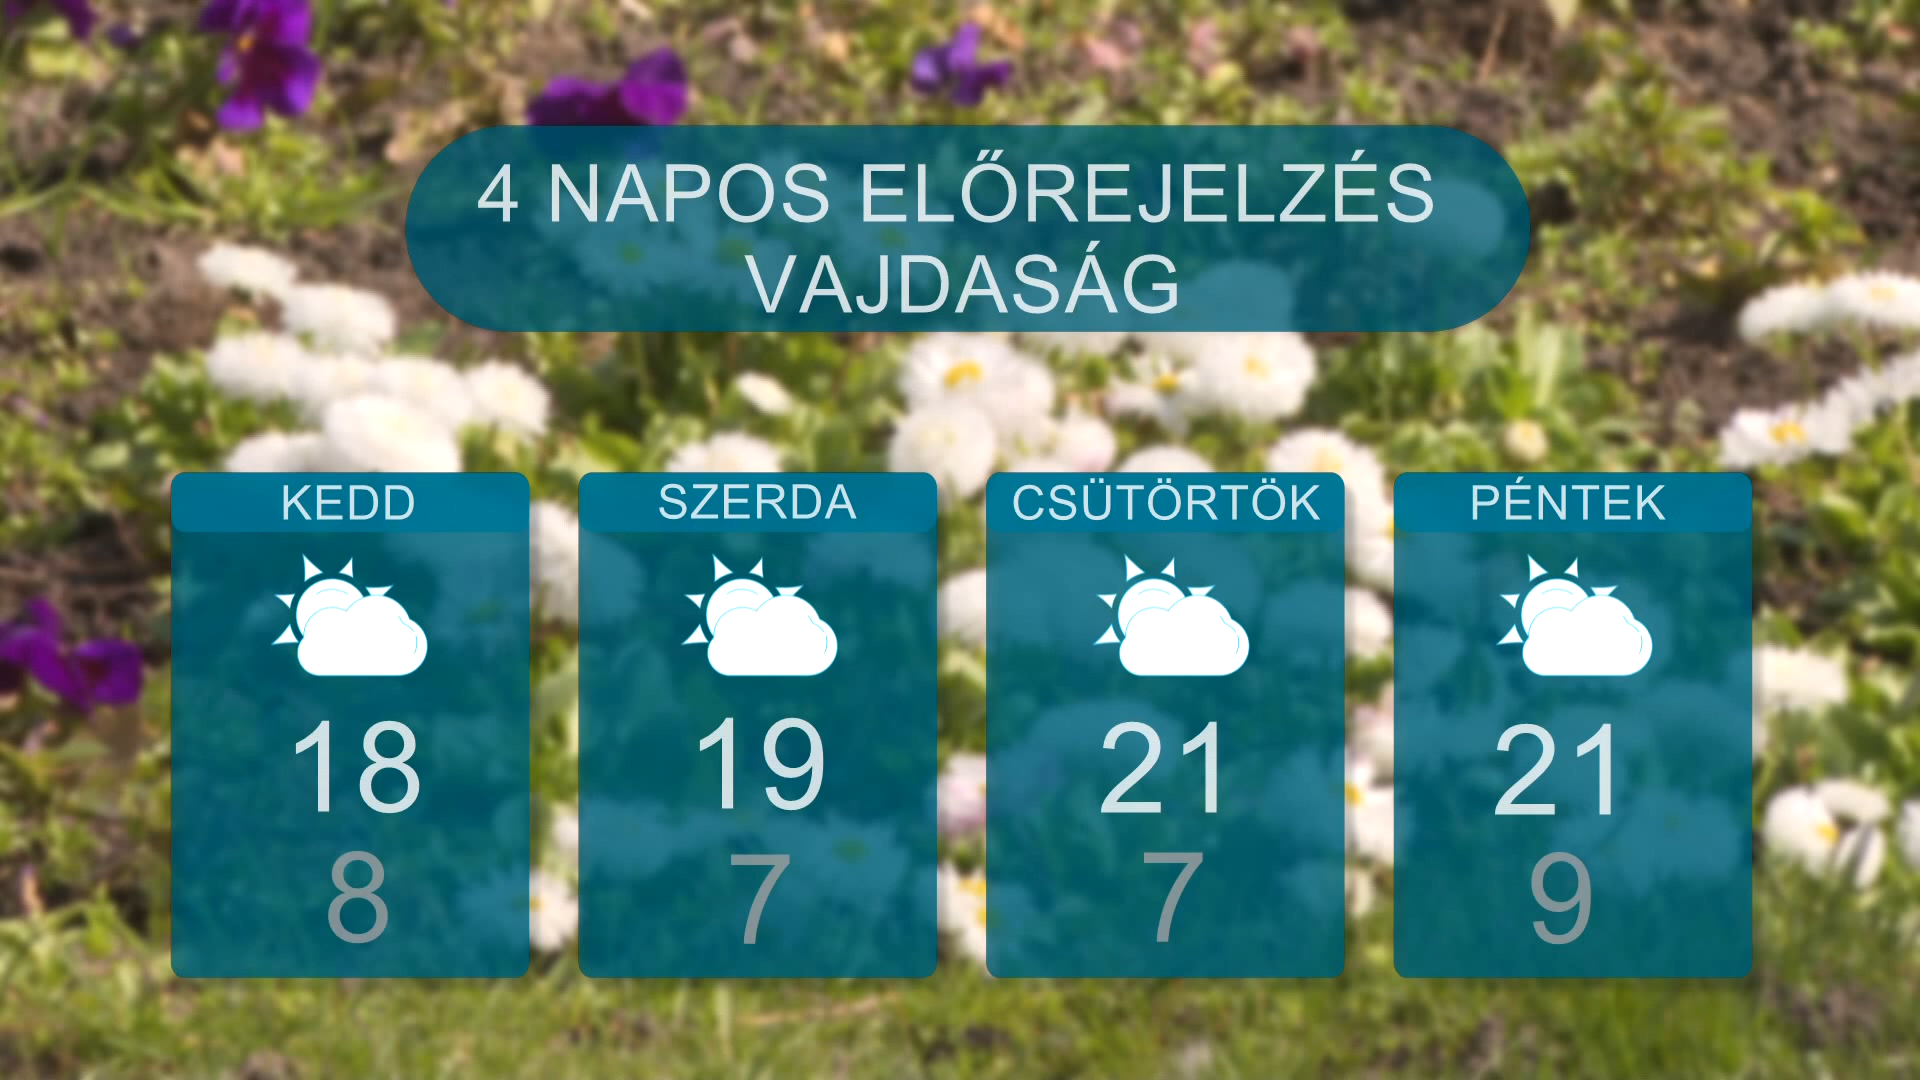 4 NAPOS ELŐREJELZÉS
VAJDASÁG
KEDD
18
8
SZERDA
19
7
CSÜTÖRTÖK
21
7
PÉNTEK
21
9